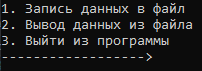 1. Запись данных в файл
2. Вывод данных из файла
3. Выйти из программы
------------------>